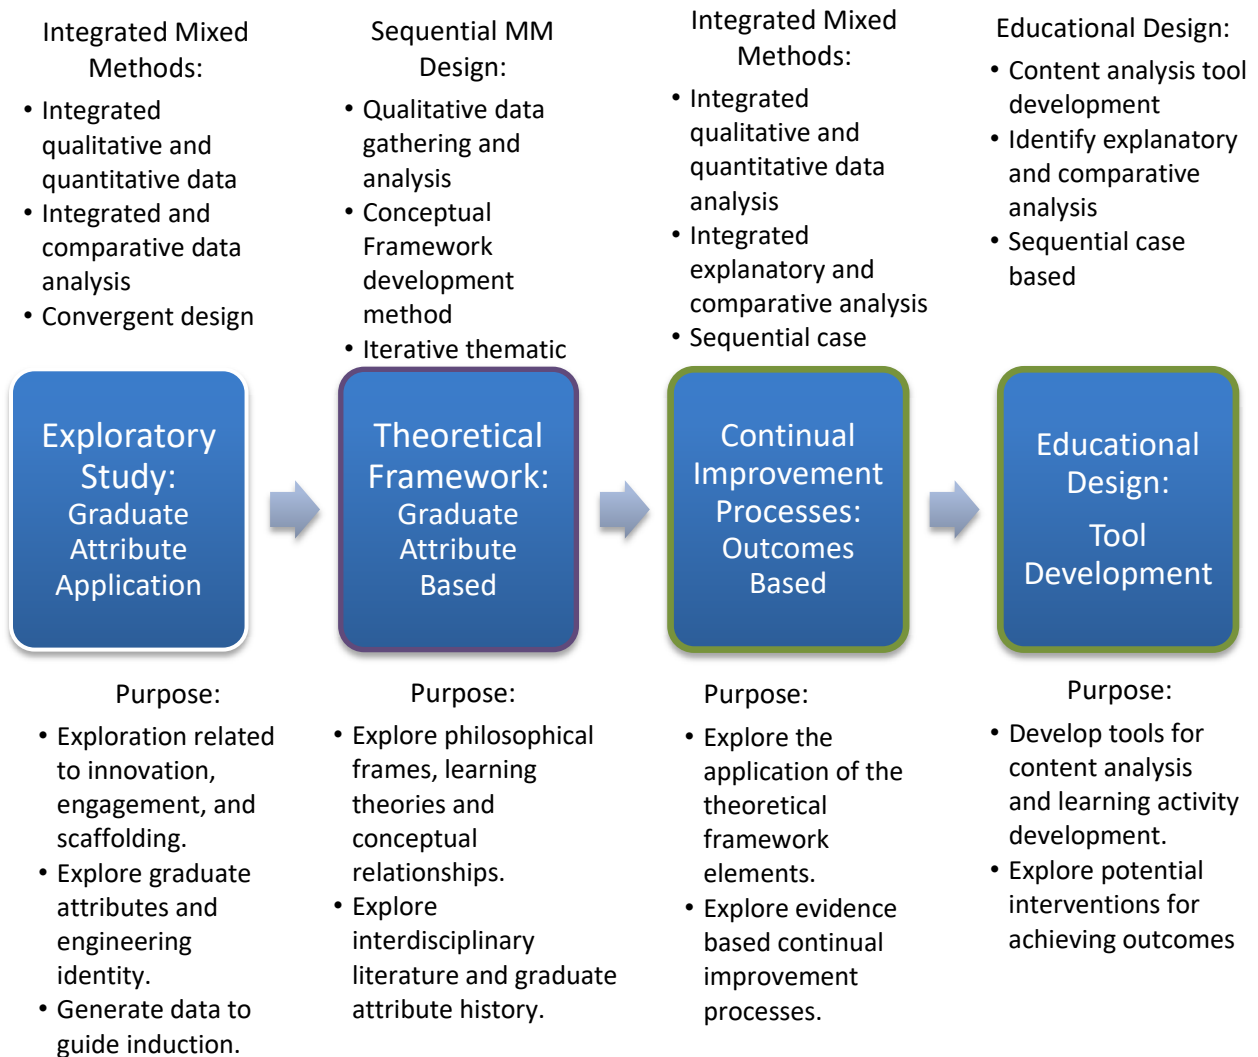 Integrated Mixed
Methods:
• Integrated
qualitative and
quantitative data
• Integrated and
comparative data
analysis
• Convergent design
Sequential MM
Design:
• Qualitative data
gathering and
analysis
• Conceptual
Framework
development
method
• Iterative thematic
Integrated Mixed
Methods:
• Integrated
qualitative and
quantitative data
analysis
• Integrated
explanatory and
comparative analysis
• Sequential case
Educational Design:
• Content analysis tool
development
• Identify explanatory
and comparative
analysis
• Sequential case
based
Exploratory
Study:
Graduate
Attribute
Application
Theoretical
Framework:
Graduate
Attribute
Based
Continual
Improvement
Processes:
Outcomes
Based
Educational
Design:
Tool
Development
Purpose:
• Exploration related
to innovation,
engagement, and
scaffolding.
• Explore graduate
attributes and
engineering
identity.
• Generate data to
guide induction.
Purpose:
• Explore philosophical
frames, learning
theories and
conceptual
relationships.
• Explore
interdisciplinary
literature and graduate
attribute history.
Purpose:
• Explore the
application of the
theoretical
framework
elements.
• Explore evidence
based continual
improvement
processes.
Purpose:
• Develop tools for
content analysis
and learning activity
development.
• Explore potential
interventions for
achieving outcomes